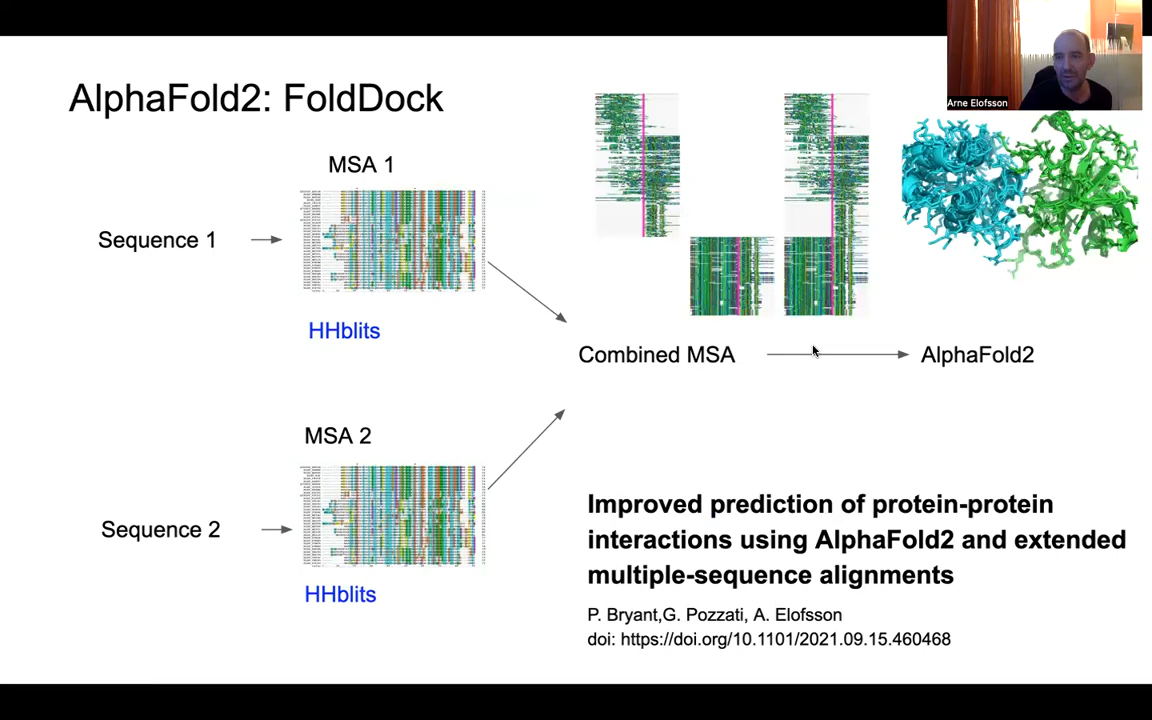 AlphaFold2: FoldDock
Arne Elofsson
MSA 1
Sequence 1
HHblits
Combined MSA
AlphaFold2
MSA 2
Sequence 2
HHblits
Improved prediction of protein-protein
interactions using AlphaFold2 and extended
multiple-sequence alignments
P. Bryant,G. Pozzati, A. Elofsson
doi: https://doi.org/10.1101/2021.09.15.460468